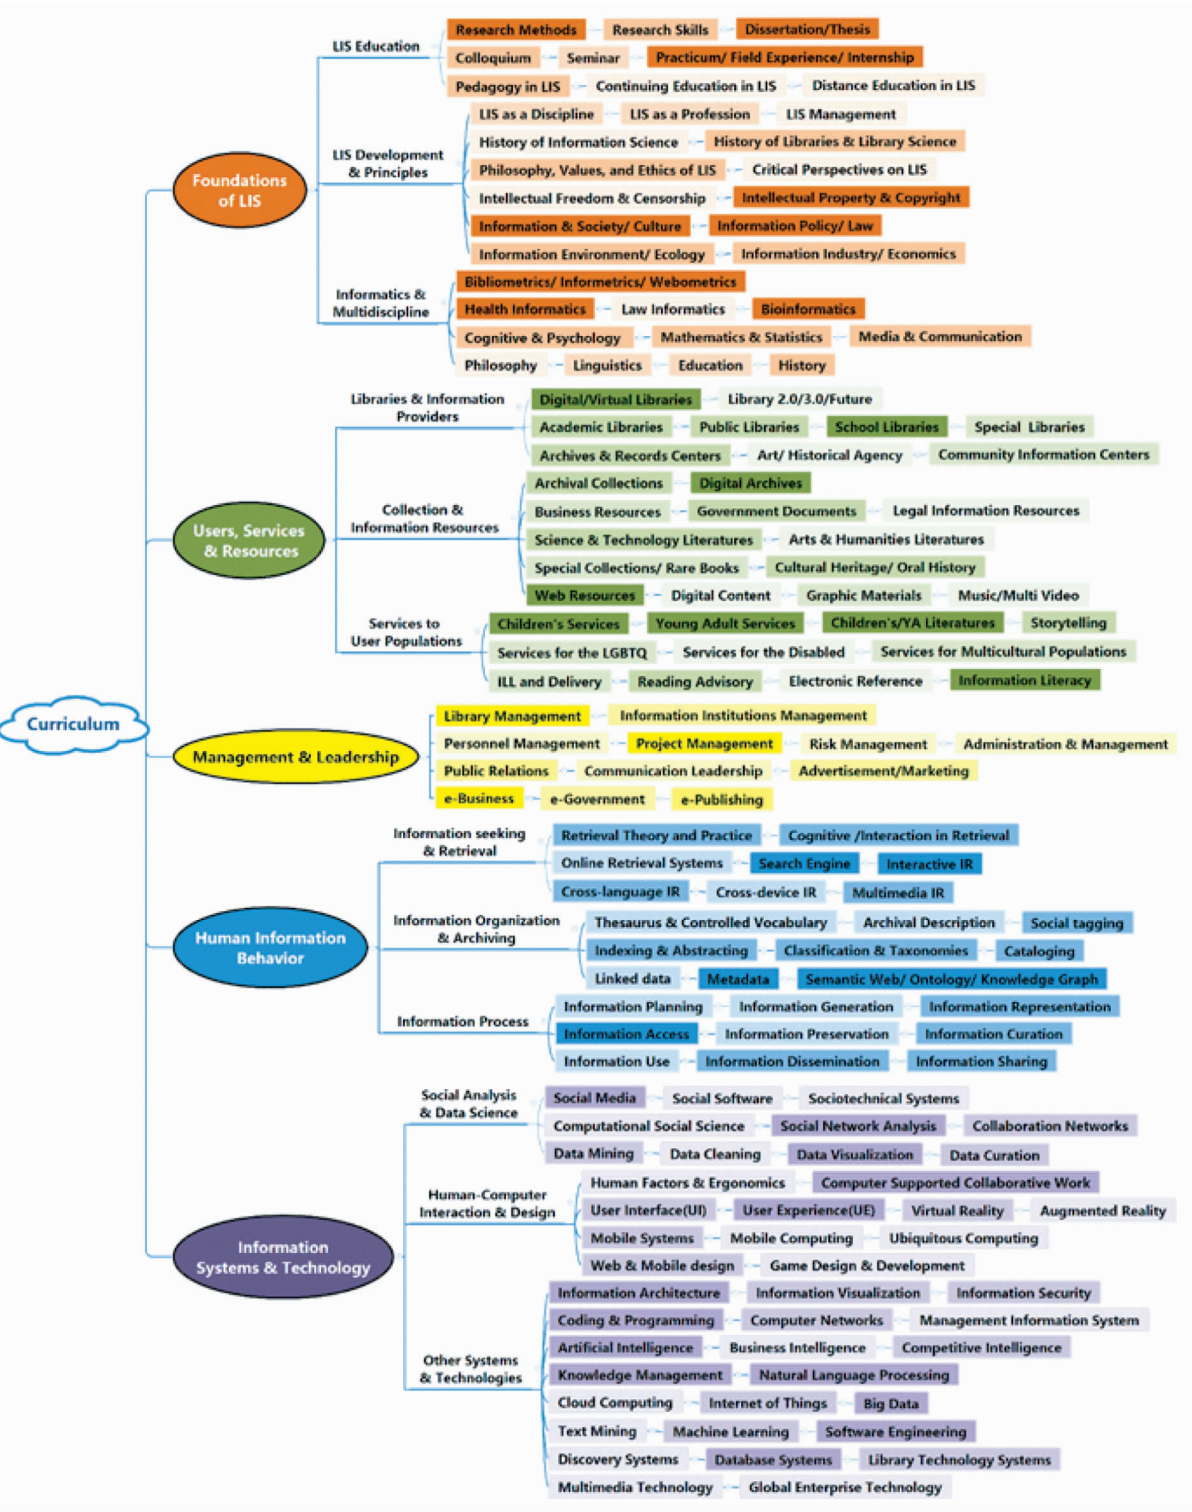 Curriculum
Foundations
of LIS
LIS Education
Research Methods Research Skills Dissertation/Thesis
Colloquium Seminar Practicum/ Field Experience/ Internship
Pedagogy in LIS Continuing Education in LIS Distance Education in LIS
LIS Development
& Principles
LIS as a Discipline LIS as a Profession LIS Management
History of Information Science History of Libraries & Library Science
Philosophy, Values, and Ethics of LIS Critical Perspectives on LIS
Intellectual Freedom & Censorship Intellectual Property & Copyright
Information & Society/ Culture Information Policy/ Law
Information Environment/ Ecology Information Industry/ Economics
Informatics &
Multidiscipline
Bibliometrics/ Informetrics/ Webometrics
Health Informatics Law Informatics Bioinformatics
Cognitive & Psychology Mathematics & Statistics Media & Communication
Philosophy Linguistics Education History
Users, Services
& Resources
Libraries & Information
Providers
Digital/Virtual Libraries Library 2.0/3.0/Future
Academic Libraries Public Libraries School Libraries Special Libraries
Archives & Records Centers Art/ Historical Agency Community Information Centers
Collection &
Information Resources
Archival Collections Digital Archives
Business Resources Government Documents Legal Information Resources
Science & Technology Literatures Arts & Humanities Literatures
Special Collections/ Rare Books Cultural Heritage/ Oral History
Web Resources Digital Content Graphic Materials Music/Multi Video
Services to
User Populations
Children's Services Young Adult Services Children's/YA Literatures Storytelling
Services for the LGBTQ Services for the Disabled Services for Multicultural Populations
ILL and Delivery Reading Advisory Electronic Reference Information Literacy
Management & Leadership
Library Management Information Institutions Management
Personnel Management Project Management Risk Management Administration & Management
Public Relations Communication Leadership Advertisement/Marketing
e-Business e-Government e-Publishing
Human Information
Behavior
Information seeking
& Retrieval
Retrieval Theory and Practice Cognitive /Interaction in Retrieval
Online Retrieval Systems Search Engine Interactive IR
Cross-language IR Cross-device IR Multimedia IR
Information Organization
& Archiving
Thesaurus & Controlled Vocabulary Archival Description Social tagging
Indexing & Abstracting Classification & Taxonomies Cataloging
Linked data Metadata Semantic Web/ Ontology/ Knowledge Graph
Information Process
Information Planning Information Generation Information Representation
Information Access Information Preservation Information Curation
Information Use Information Dissemination Information Sharing
Information
Systems & Technology
Social Analysis
& Data Science
Social Media Social Software Sociotechnical Systems
Computational Social Science Social Network Analysis Collaboration Networks
Data Mining Data Cleaning Data Visualization Data Curation
Human-Computer
Interaction & Design
Human Factors & Ergonomics Computer Supported Collaborative Work
User Interface(UI) User Experience(UE) Virtual Reality Augmented Reality
Mobile Systems Mobile Computing Ubiquitous Computing
Web & Mobile design Game Design & Development
Other Systems
& Technologies
Information Architecture Information Visualization Information Security
Coding & Programming Computer Networks Management Information System
Artificial Intelligence Business Intelligence Competitive Intelligence
Knowledge Management Natural Language Processing
Cloud Computing Internet of Things Big Data
Text Mining Machine Learning Software Engineering
Discovery Systems Database Systems Library Technology Systems
Multimedia Technology Global Enterprise Technology